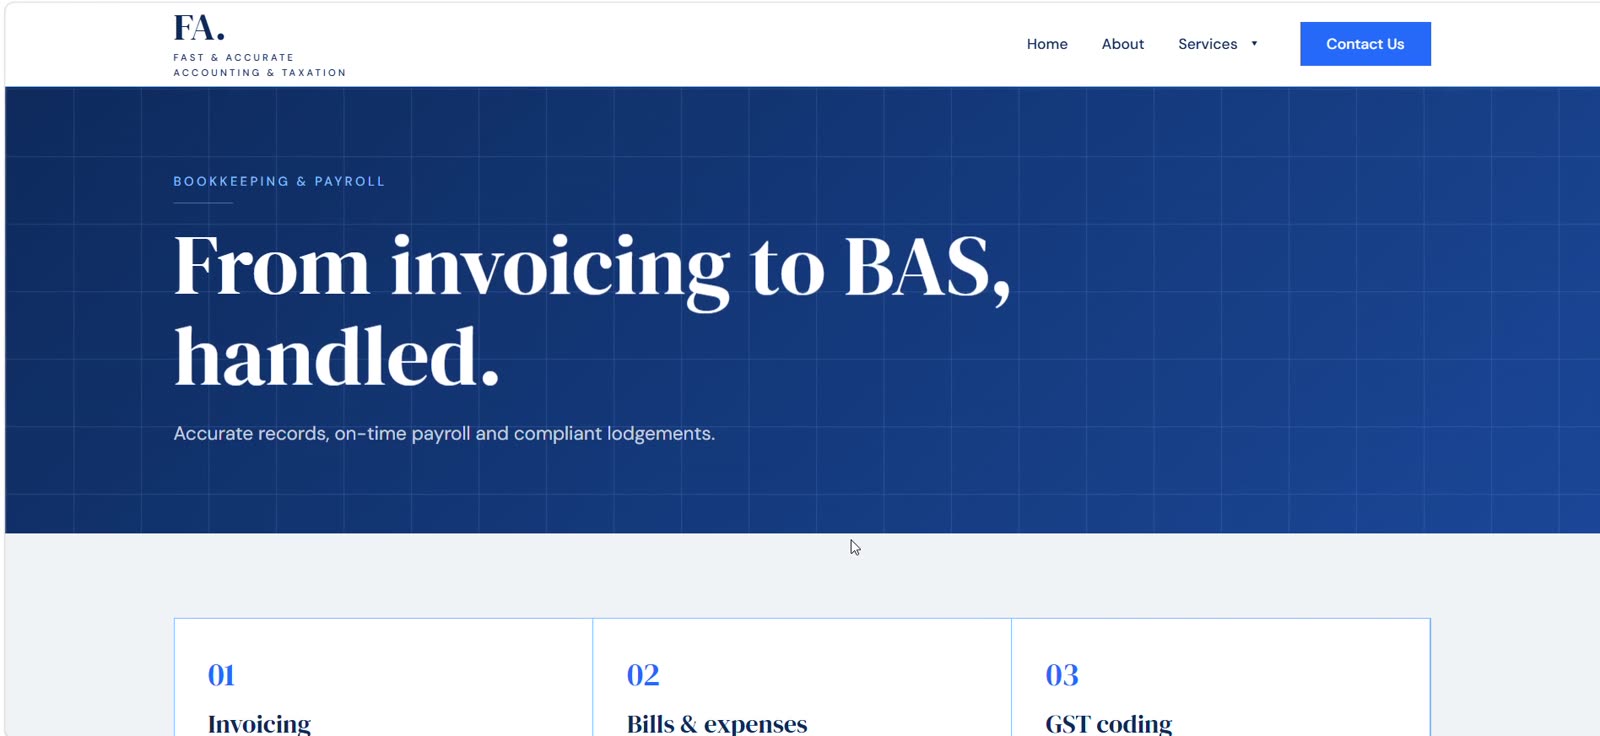 FA.
FAST & ACCURATE
ACCOUNTING & TAXATION
Home
About
Services
Contact Us
BOOKKEEPING & PAYROLL
From invoicing to BAS,
handled.
Accurate records, on-time payroll and compliant lodgements.
01
Invoicing
02
Bills & expenses
03
GST coding